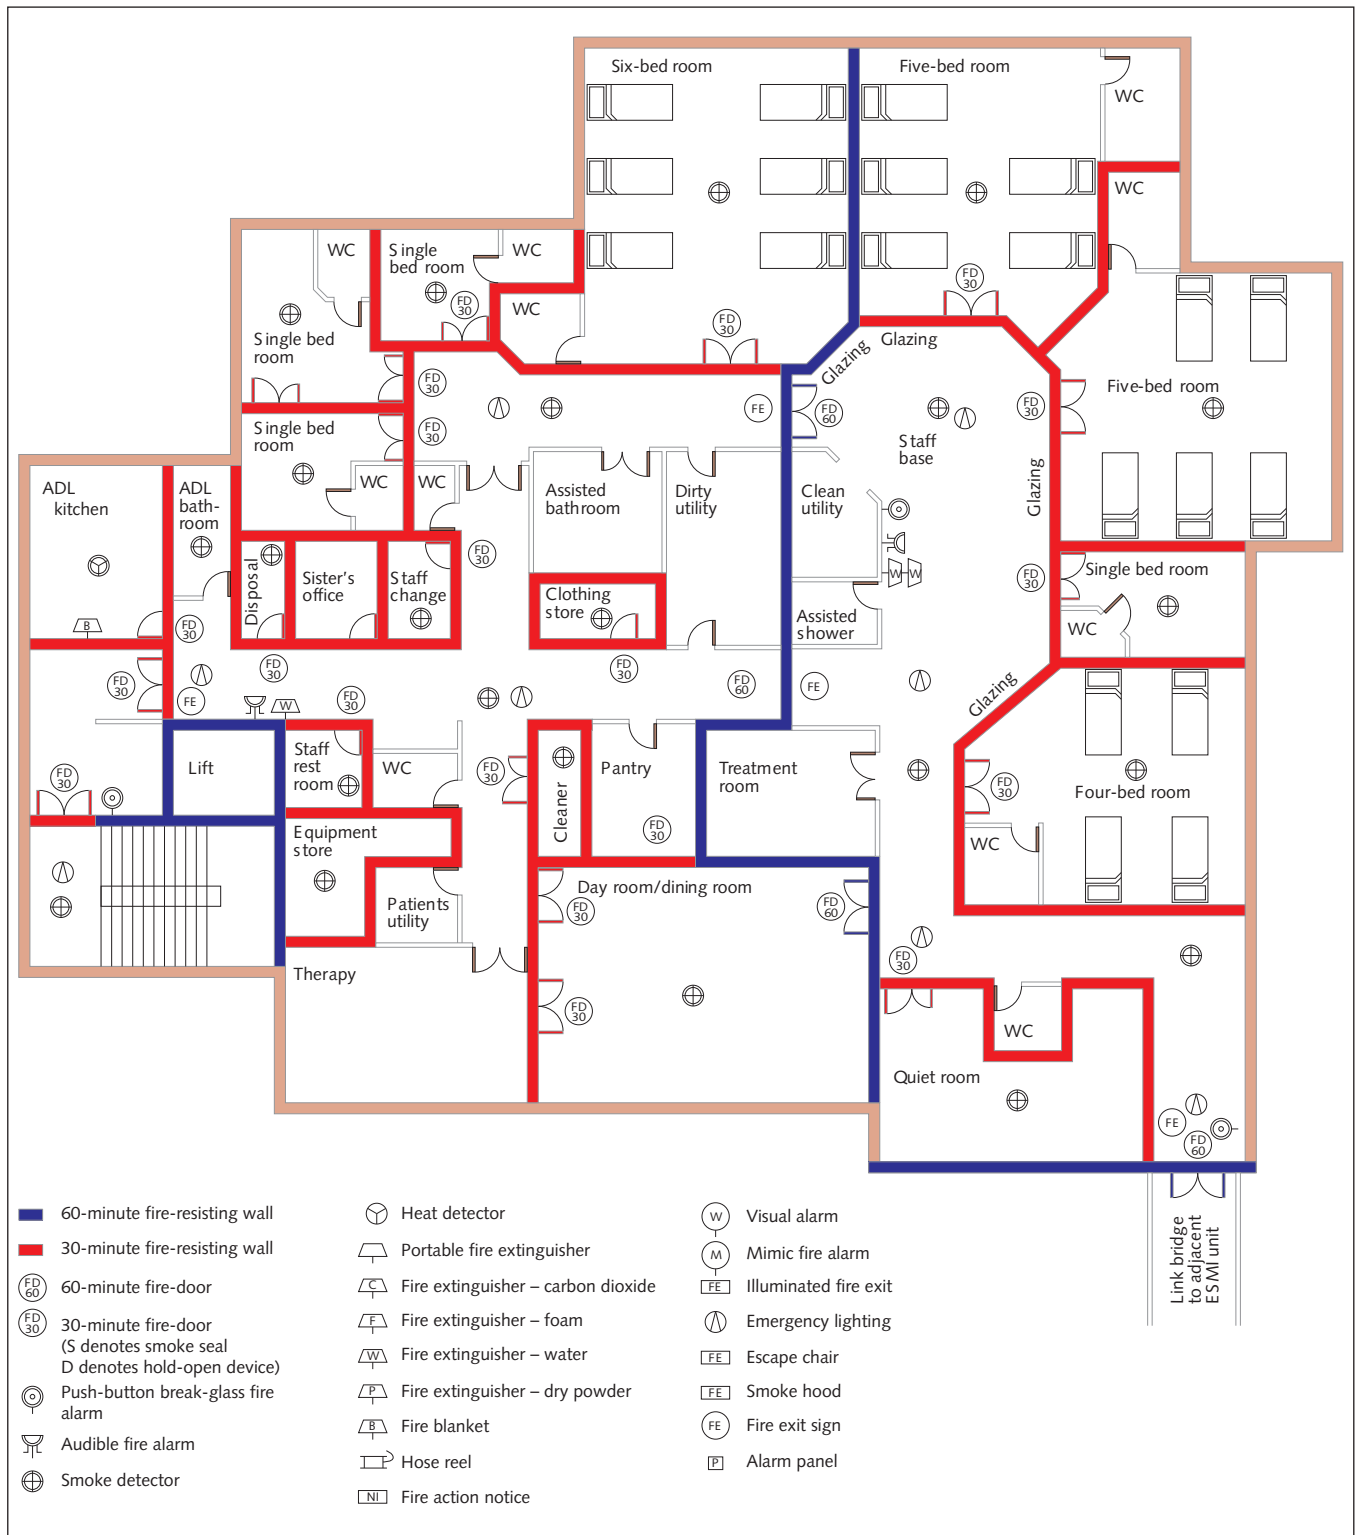 Six-bed room
Five-bed room
WC
WC
WC
Single
bed room
WC
FD
30
WC
FD
30
FD
30
Single bed
room
Glazing
Glazing
FD
30
Five-bed room
FD
30
FE
FD
60
Single bed
room
FD
30
Staff
base
WC
WC
ADL
kitchen
ADL
bath-
room
Assisted
bathroom
Dirty
utility
Clean
utility
Glazing
FD
30
Disposal
Sister's
office
Staff
change
Clothing
store
W
W
FD
30
Single bed room
WC
Assisted
shower
B
FD
30
FD
30
FD
30
FD
60
FE
FD
30
FE
W
FD
30
Glazing
Lift
Staff
rest
room
WC
FD
30
Cleaner
Pantry
Treatment
room
FD
30
Four-bed room
FD
30
FD
30
WC
Equipment
store
Patients
utility
FD
30
Day room/dining room
FD
60
Therapy
FD
30
FD
30
WC
Quiet room
FE
FD
60
Link bridge
to adjacent
ESMI unit
60-minute fire-resisting wall
30-minute fire-resisting wall
FD
60
60-minute fire-door
FD
30
30-minute fire-door
(S denotes smoke seal
D denotes hold-open device)
Push-button break-glass fire
alarm
Audible fire alarm
Smoke detector
Heat detector
Portable fire extinguisher
C Fire extinguisher – carbon dioxide
F Fire extinguisher – foam
W Fire extinguisher – water
P Fire extinguisher – dry powder
B Fire blanket
Hose reel
NI Fire action notice
W Visual alarm
M Mimic fire alarm
FE Illuminated fire exit
Emergency lighting
FE Escape chair
FE Smoke hood
FE Fire exit sign
P Alarm panel